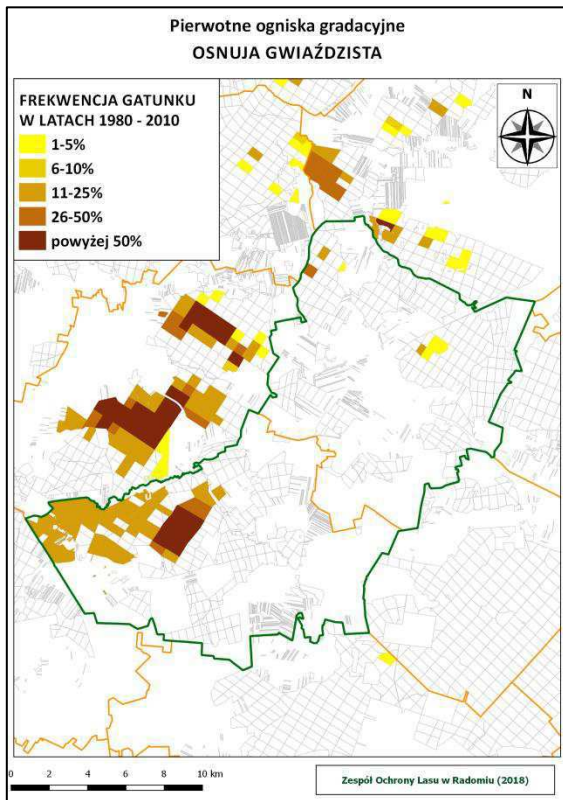 Pierwotne ogniska gradacyjne
OSNUJA GWIAŹDZISTA
FREKWENCJA GATUNKU
W LATACH 1980 - 2010
1-5%
6-10%
11-25%
26-50%
powyżej 50%
N
0 2 4 6 8 10 km
Zespół Ochrony Lasu w Radomiu (2018)